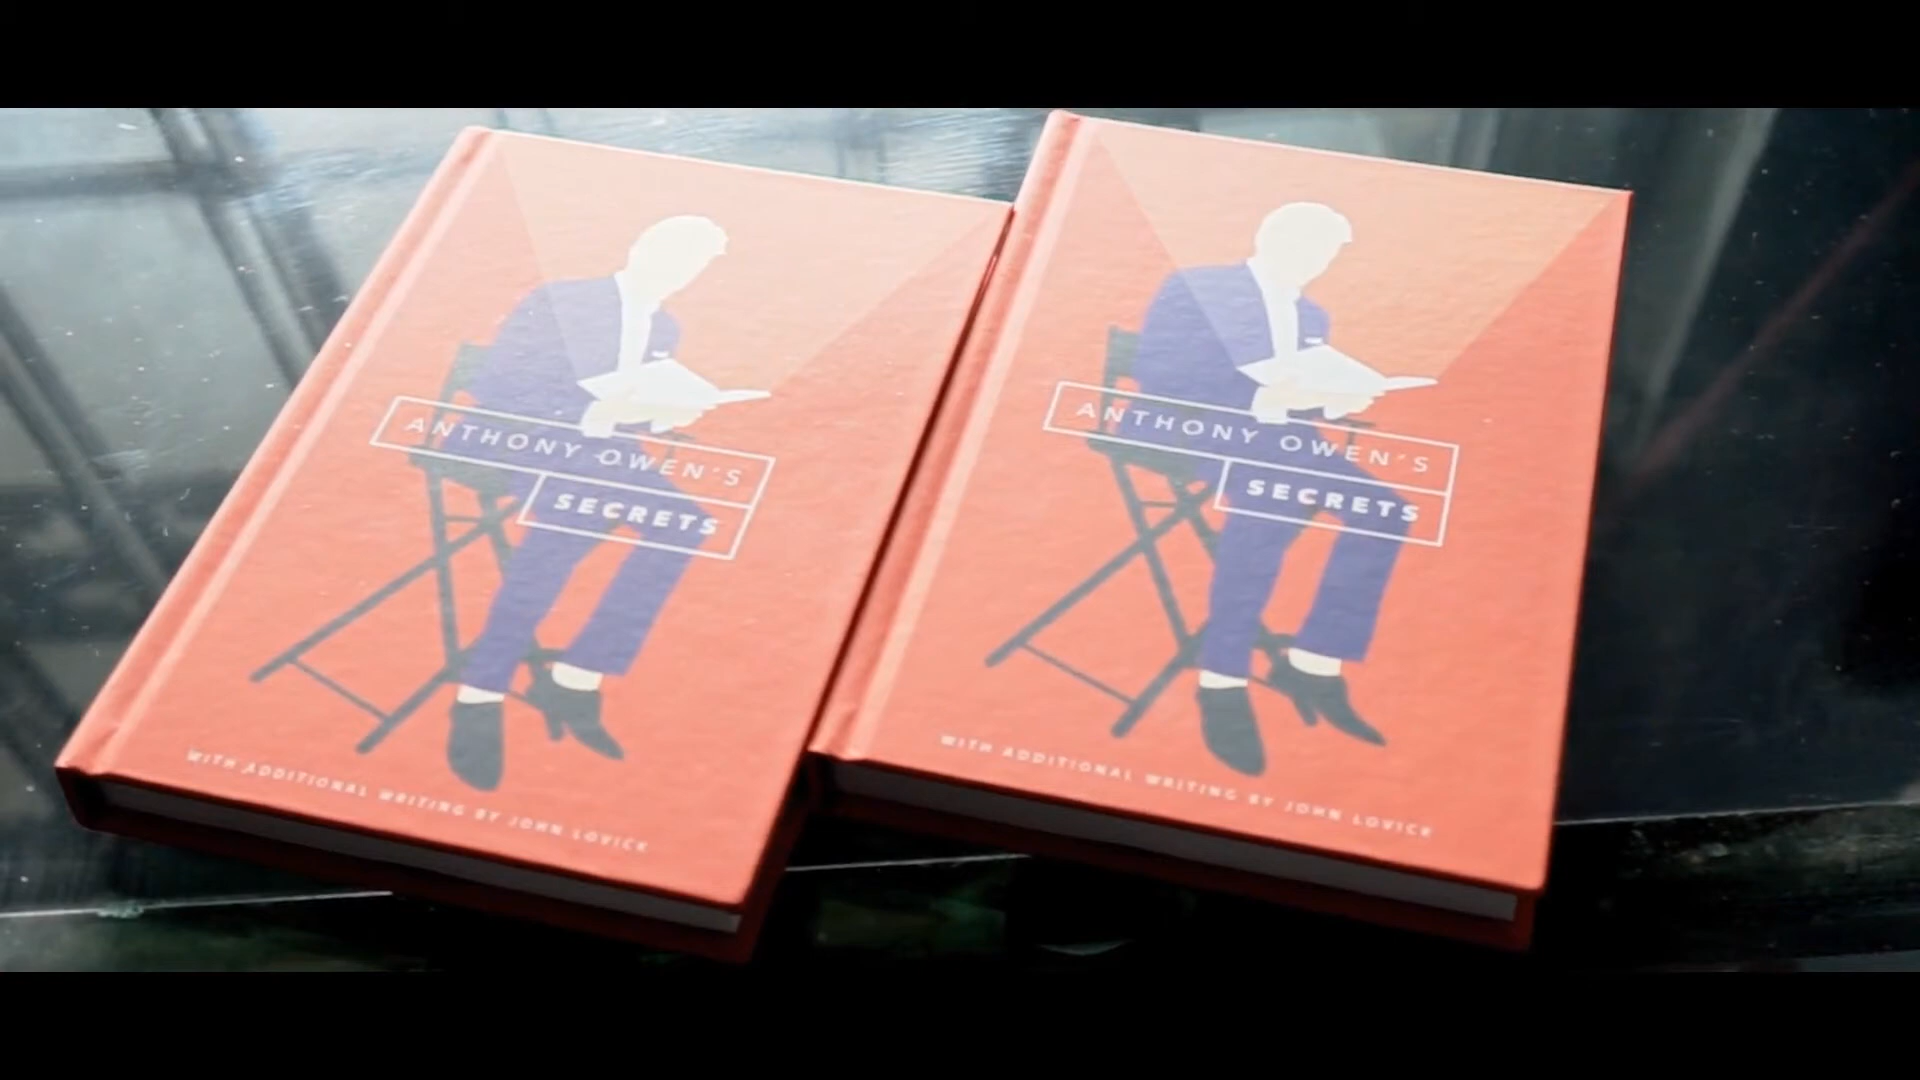 ANTHONY OWEN'S
SECRETS
WITH ADDITIONAL WRITING BY JOHN LOVICK
ANTHONY OWEN'S
SECRETS
WITH ADDITIONAL WRITING BY JOHN LOVICK